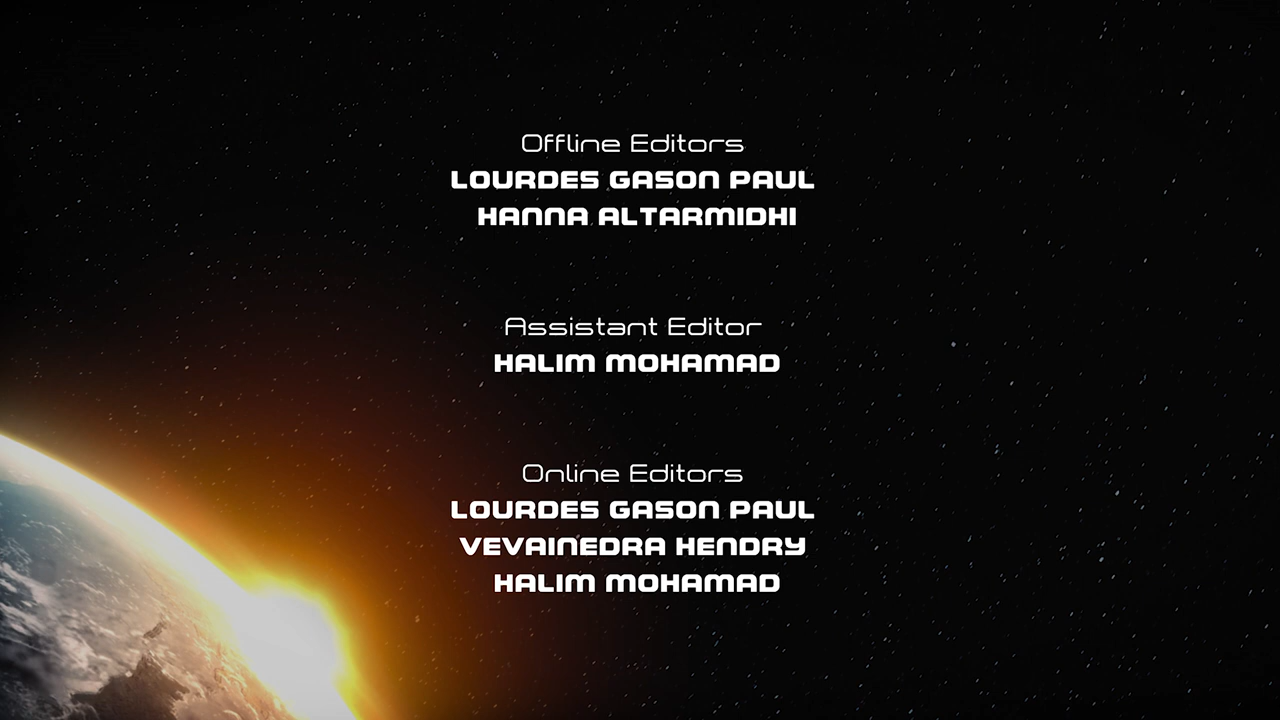 Offline Editors
LOURDES GASON PAUL
HANNA ALTARMIDHI
Assistant Editor
HALIM MOHAMAD
Online Editors
LOURDES GASON PAUL
VEVAINEDRA HENDRY
HALIM MOHAMAD